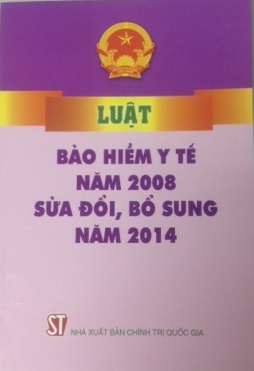 LUẬT
BẢO HIỂM Y TẾ
NĂM 2008
SỬA ĐỔI, BỔ SUNG
NĂM 2014
ST
NHÀ XUẤT BẢN CHÍNH TRỊ QUỐC GIA